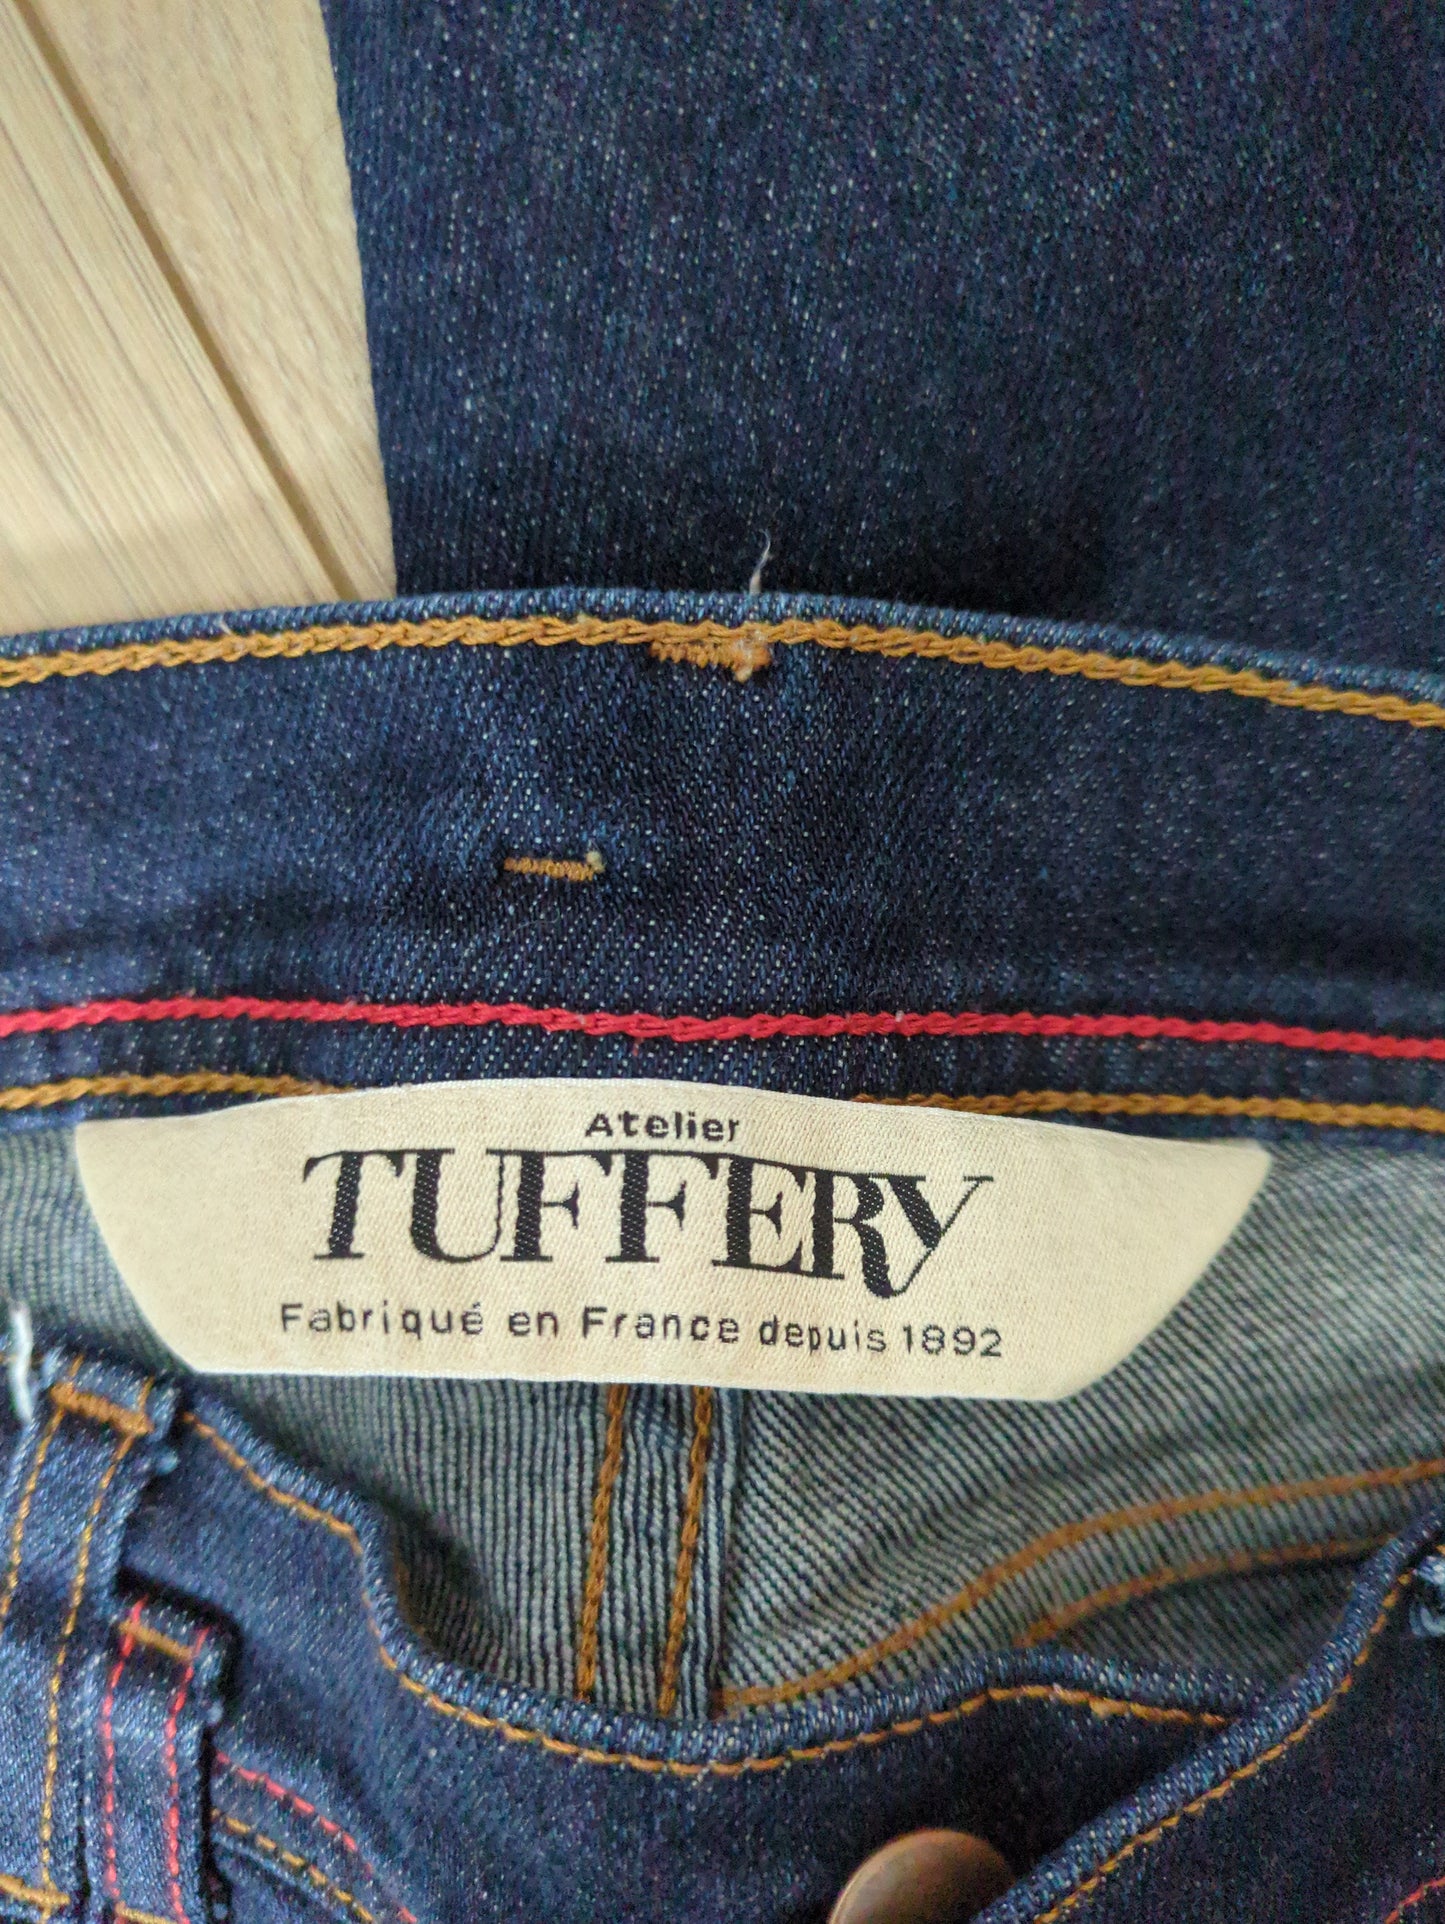 Atelier
TUFFERY
Fabriqué en France depuis 1892